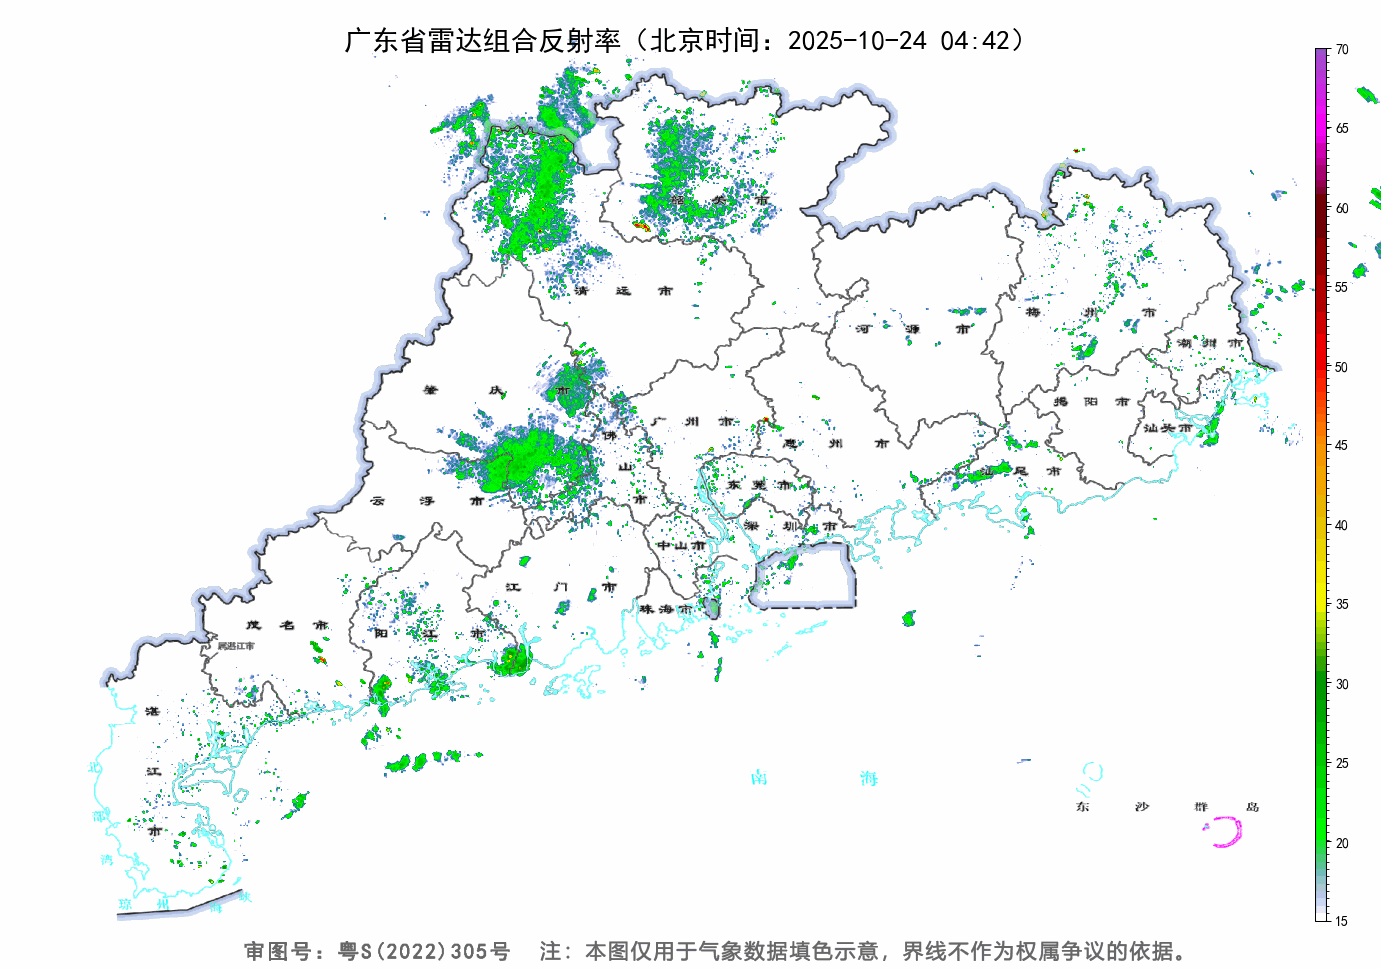 广东省雷达组合反射率（北京时间：2025-10-24 04:42）
70
65
60
55
50
45
40
35
30
25
20
15
韶关市
清远市
河源市
梅州市
潮州市
肇庆市
广州市
佛山市
惠州市
揭阳市
汕头市
汕尾市
东莞市
云浮市
深圳市
中山市
江门市
珠海市
茂名市
阳江市
属湛江市
湛江市
北部湾
琼州海峡
南海
东沙群岛
审图号：粤S(2022)305号 注：本图仅用于气象数据填色示意，界线不作为权属争议的依据。